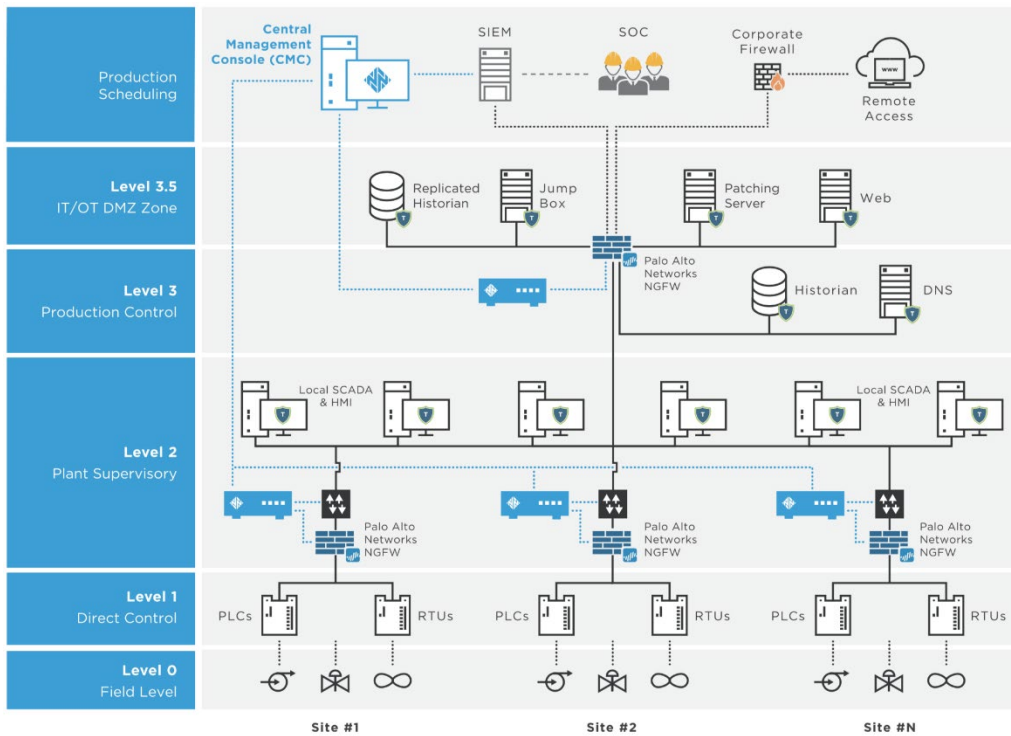 Production
Scheduling
Central
Management
Console (CMC)
SIEM
SOC
Corporate
Firewall
www
Remote
Access
Level 3.5
IT/OT DMZ Zone
Replicated
Historian
T
Jump
Box
T
Patching
Server
T
Web
T
Palo Alto
Networks
NGFW
Level 3
Production Control
Historian
T
DNS
T
Level 2
Plant Supervisory
Local SCADA
& HMI
T
T
T
T
Local SCADA
& HMI
T
T
Palo Alto
Networks
NGFW
Palo Alto
Networks
NGFW
Palo Alto
Networks
NGFW
Level 1
Direct Control
PLCs
RTUs
PLCs
RTUs
PLCs
RTUs
Level 0
Field Level
Site #1
Site #2
Site #N